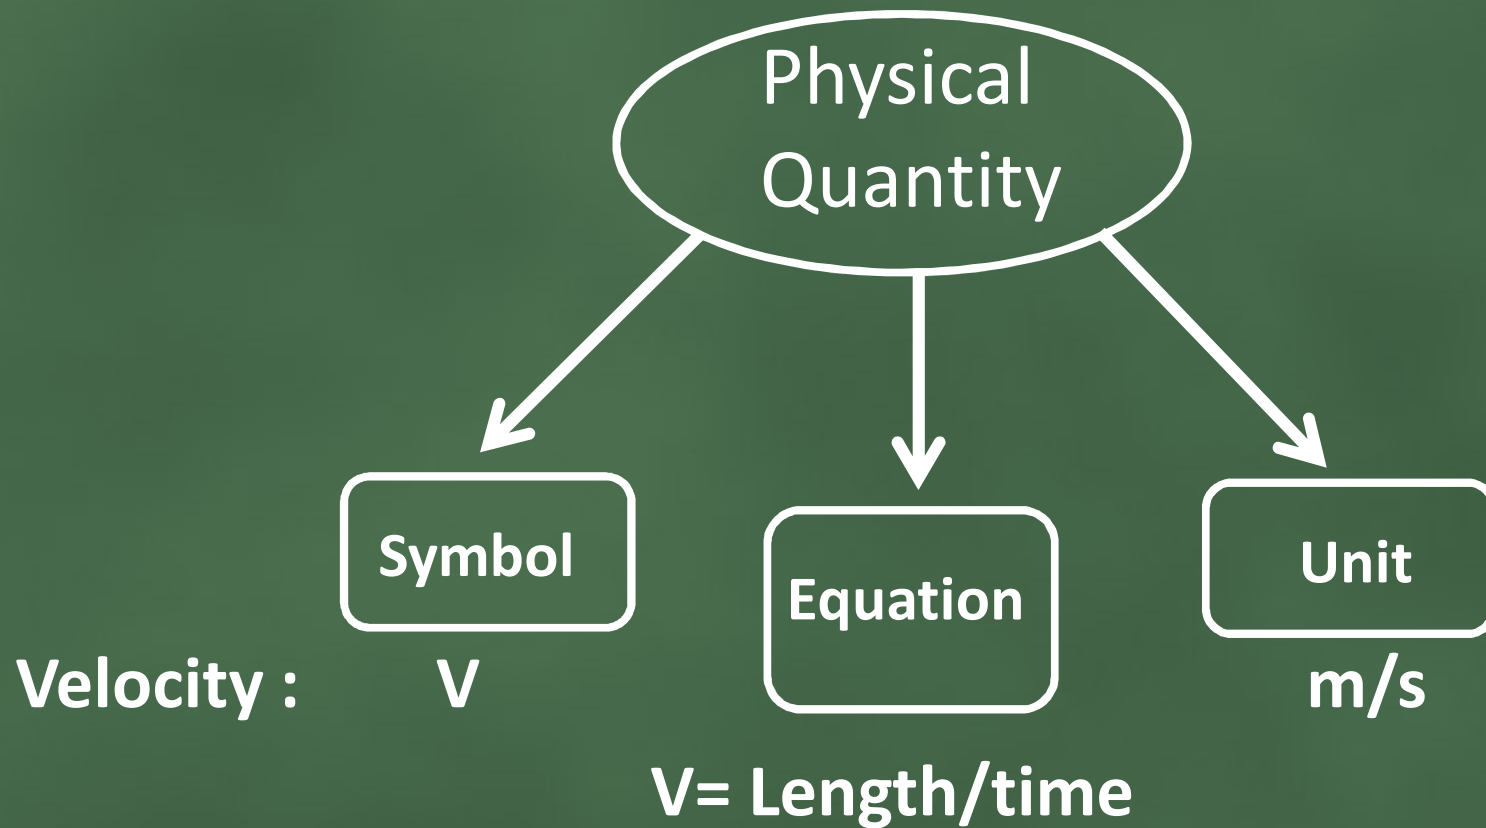 Physical
Quantity
Symbol
Equation
Unit
Velocity :
V
m/s
V= Length/time